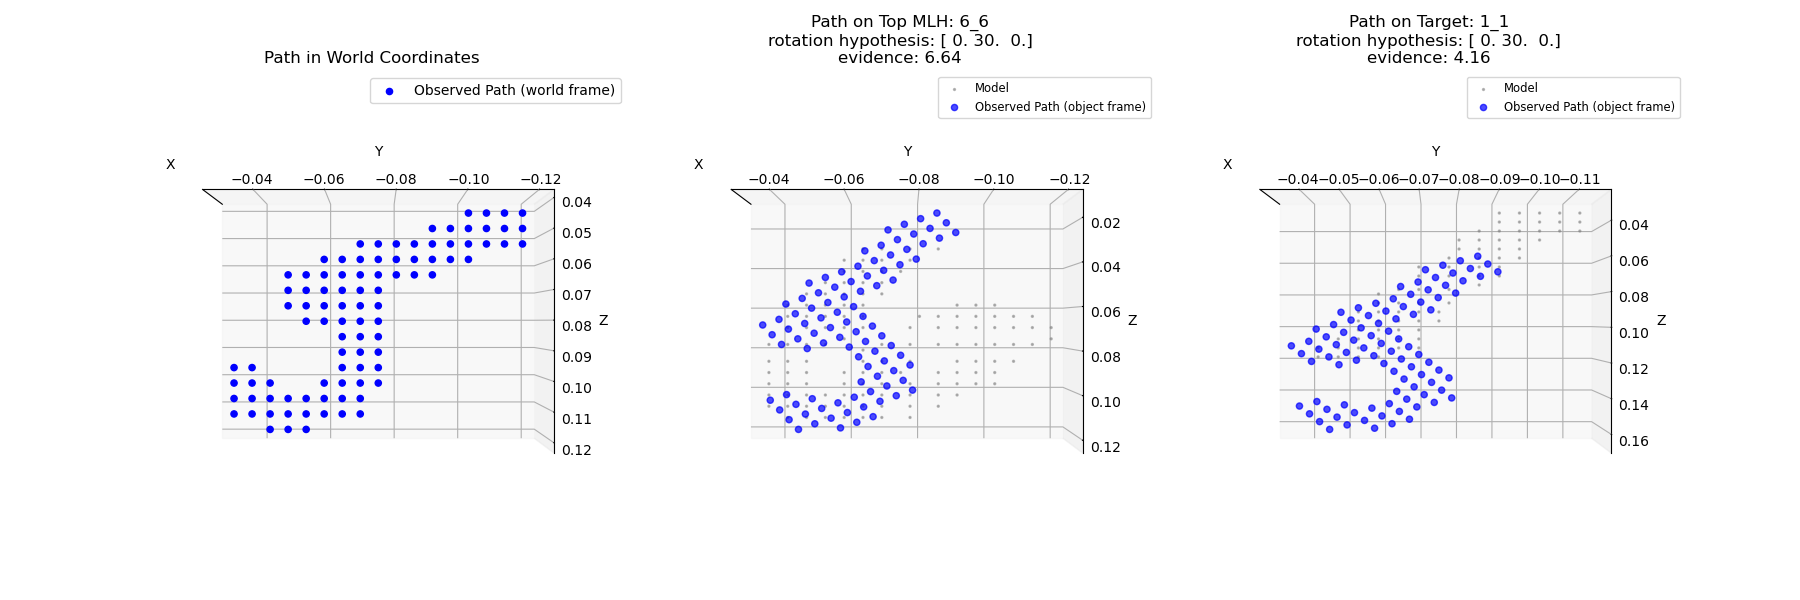 Path in World Coordinates
Observed Path (world frame)
X
Y
−0.04 −0.06 −0.08 −0.10 −0.12
0.04
0.05
0.06
0.07
0.08
Z
0.09
0.10
0.11
0.12
Path on Top MLH: 6_6
rotation hypothesis: [ 0. 30.  0.]
evidence: 6.64
Model
Observed Path (object frame)
X
Y
−0.04 −0.06 −0.08 −0.10 −0.12
0.02
0.04
0.06
Z
0.08
0.10
0.12
Path on Target: 1_1
rotation hypothesis: [ 0. 30.  0.]
evidence: 4.16
Model
Observed Path (object frame)
X
Y
−0.04 −0.05 −0.06 −0.07 −0.08 −0.09 −0.10 −0.11
0.04
0.06
0.08
Z
0.10
0.12
0.14
0.16